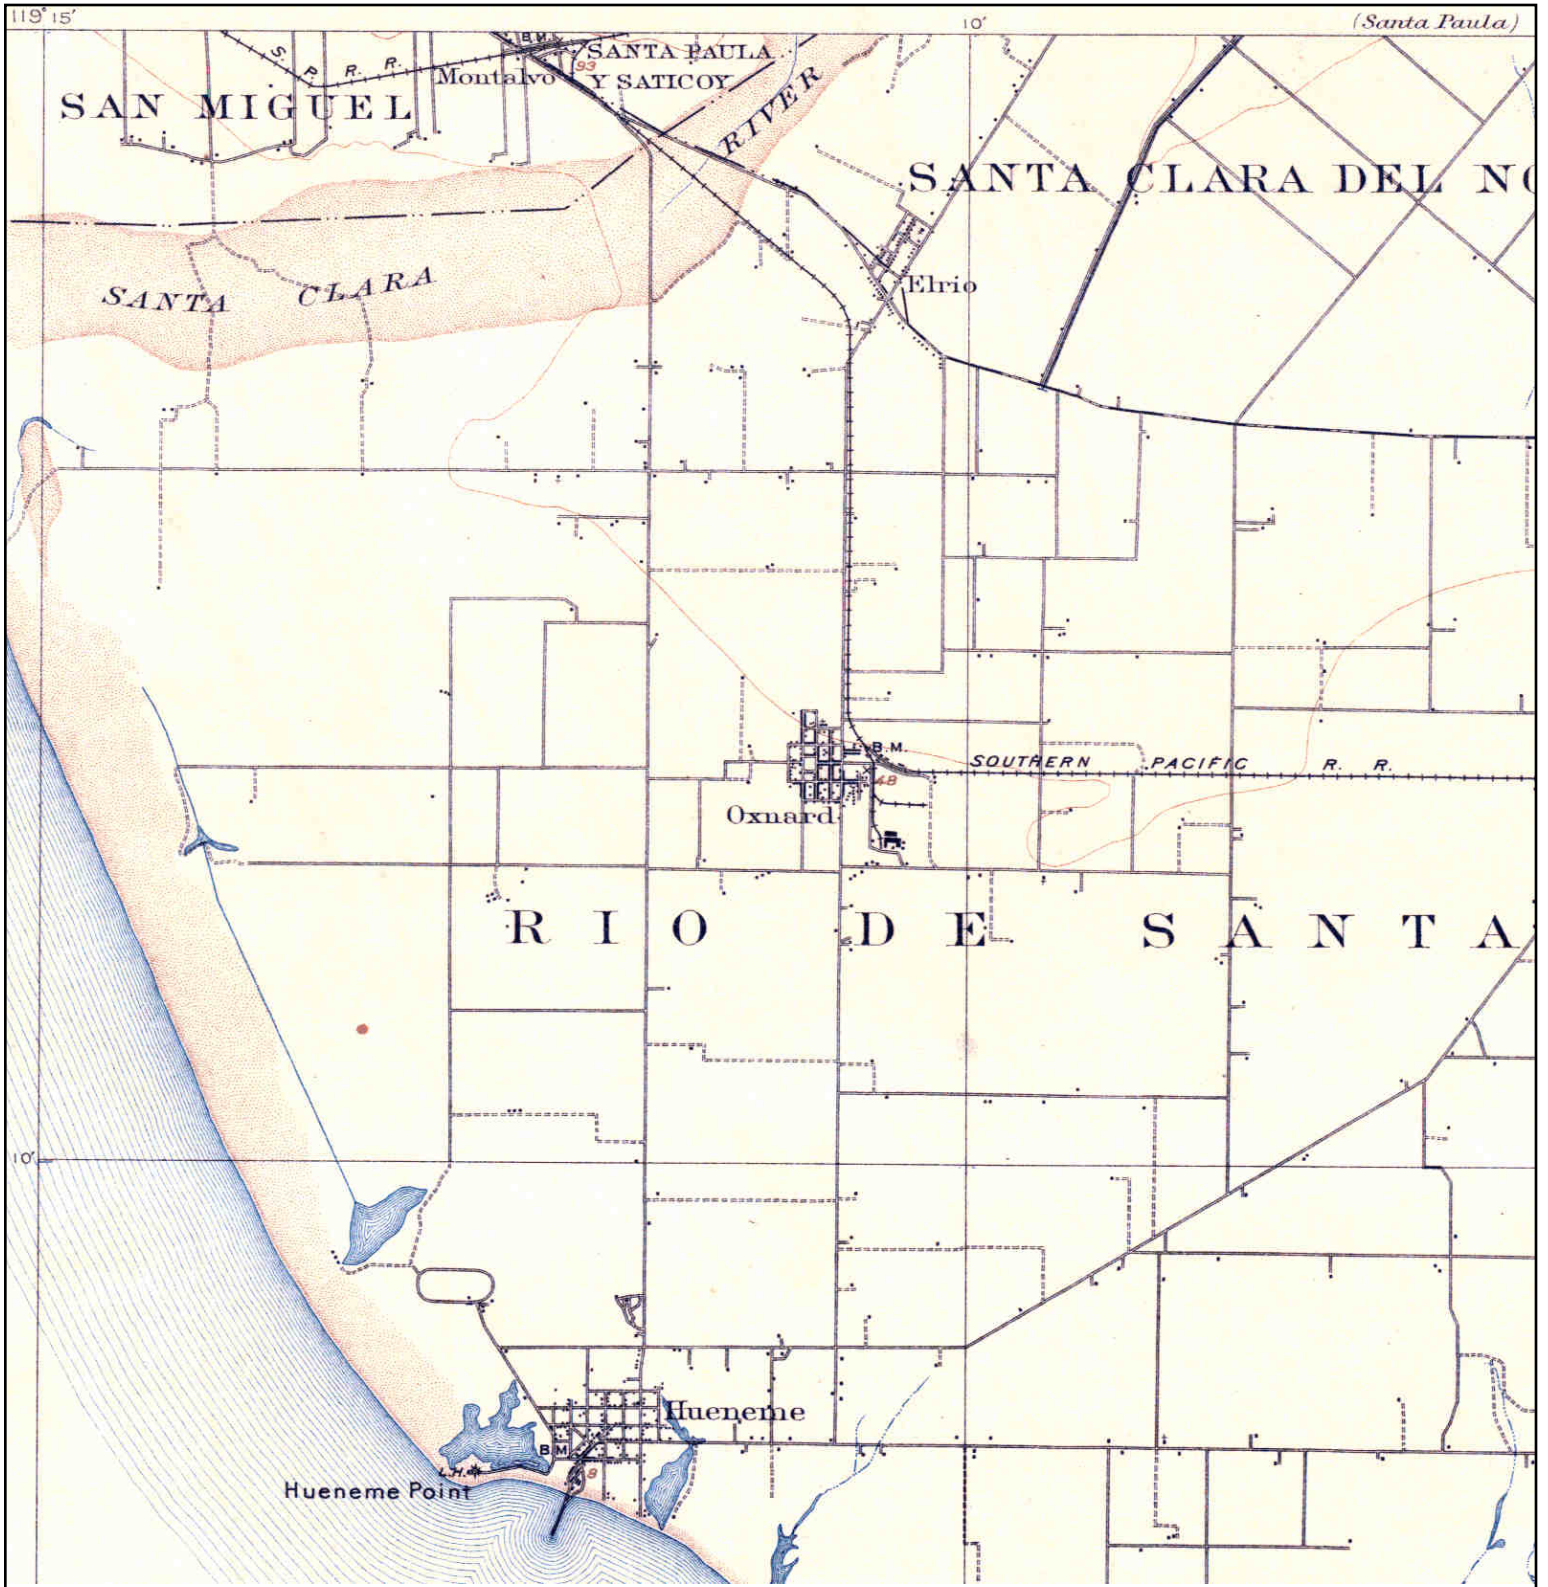 119° 15'
10'
(Santa Paula)
S. P. R. R.
B.M.
93
Montalvo
SANTA PAULA
Y SATICOY
SAN MIGUEL
RIVER
SANTA CLARA DEL NO
SANTA CLARA
Elrio
B.M.
48
SOUTHERN PACIFIC R. R.
Oxnard
RIO DE SANTA
10'
Hueneme
B M
L.H.
8
Hueneme Point